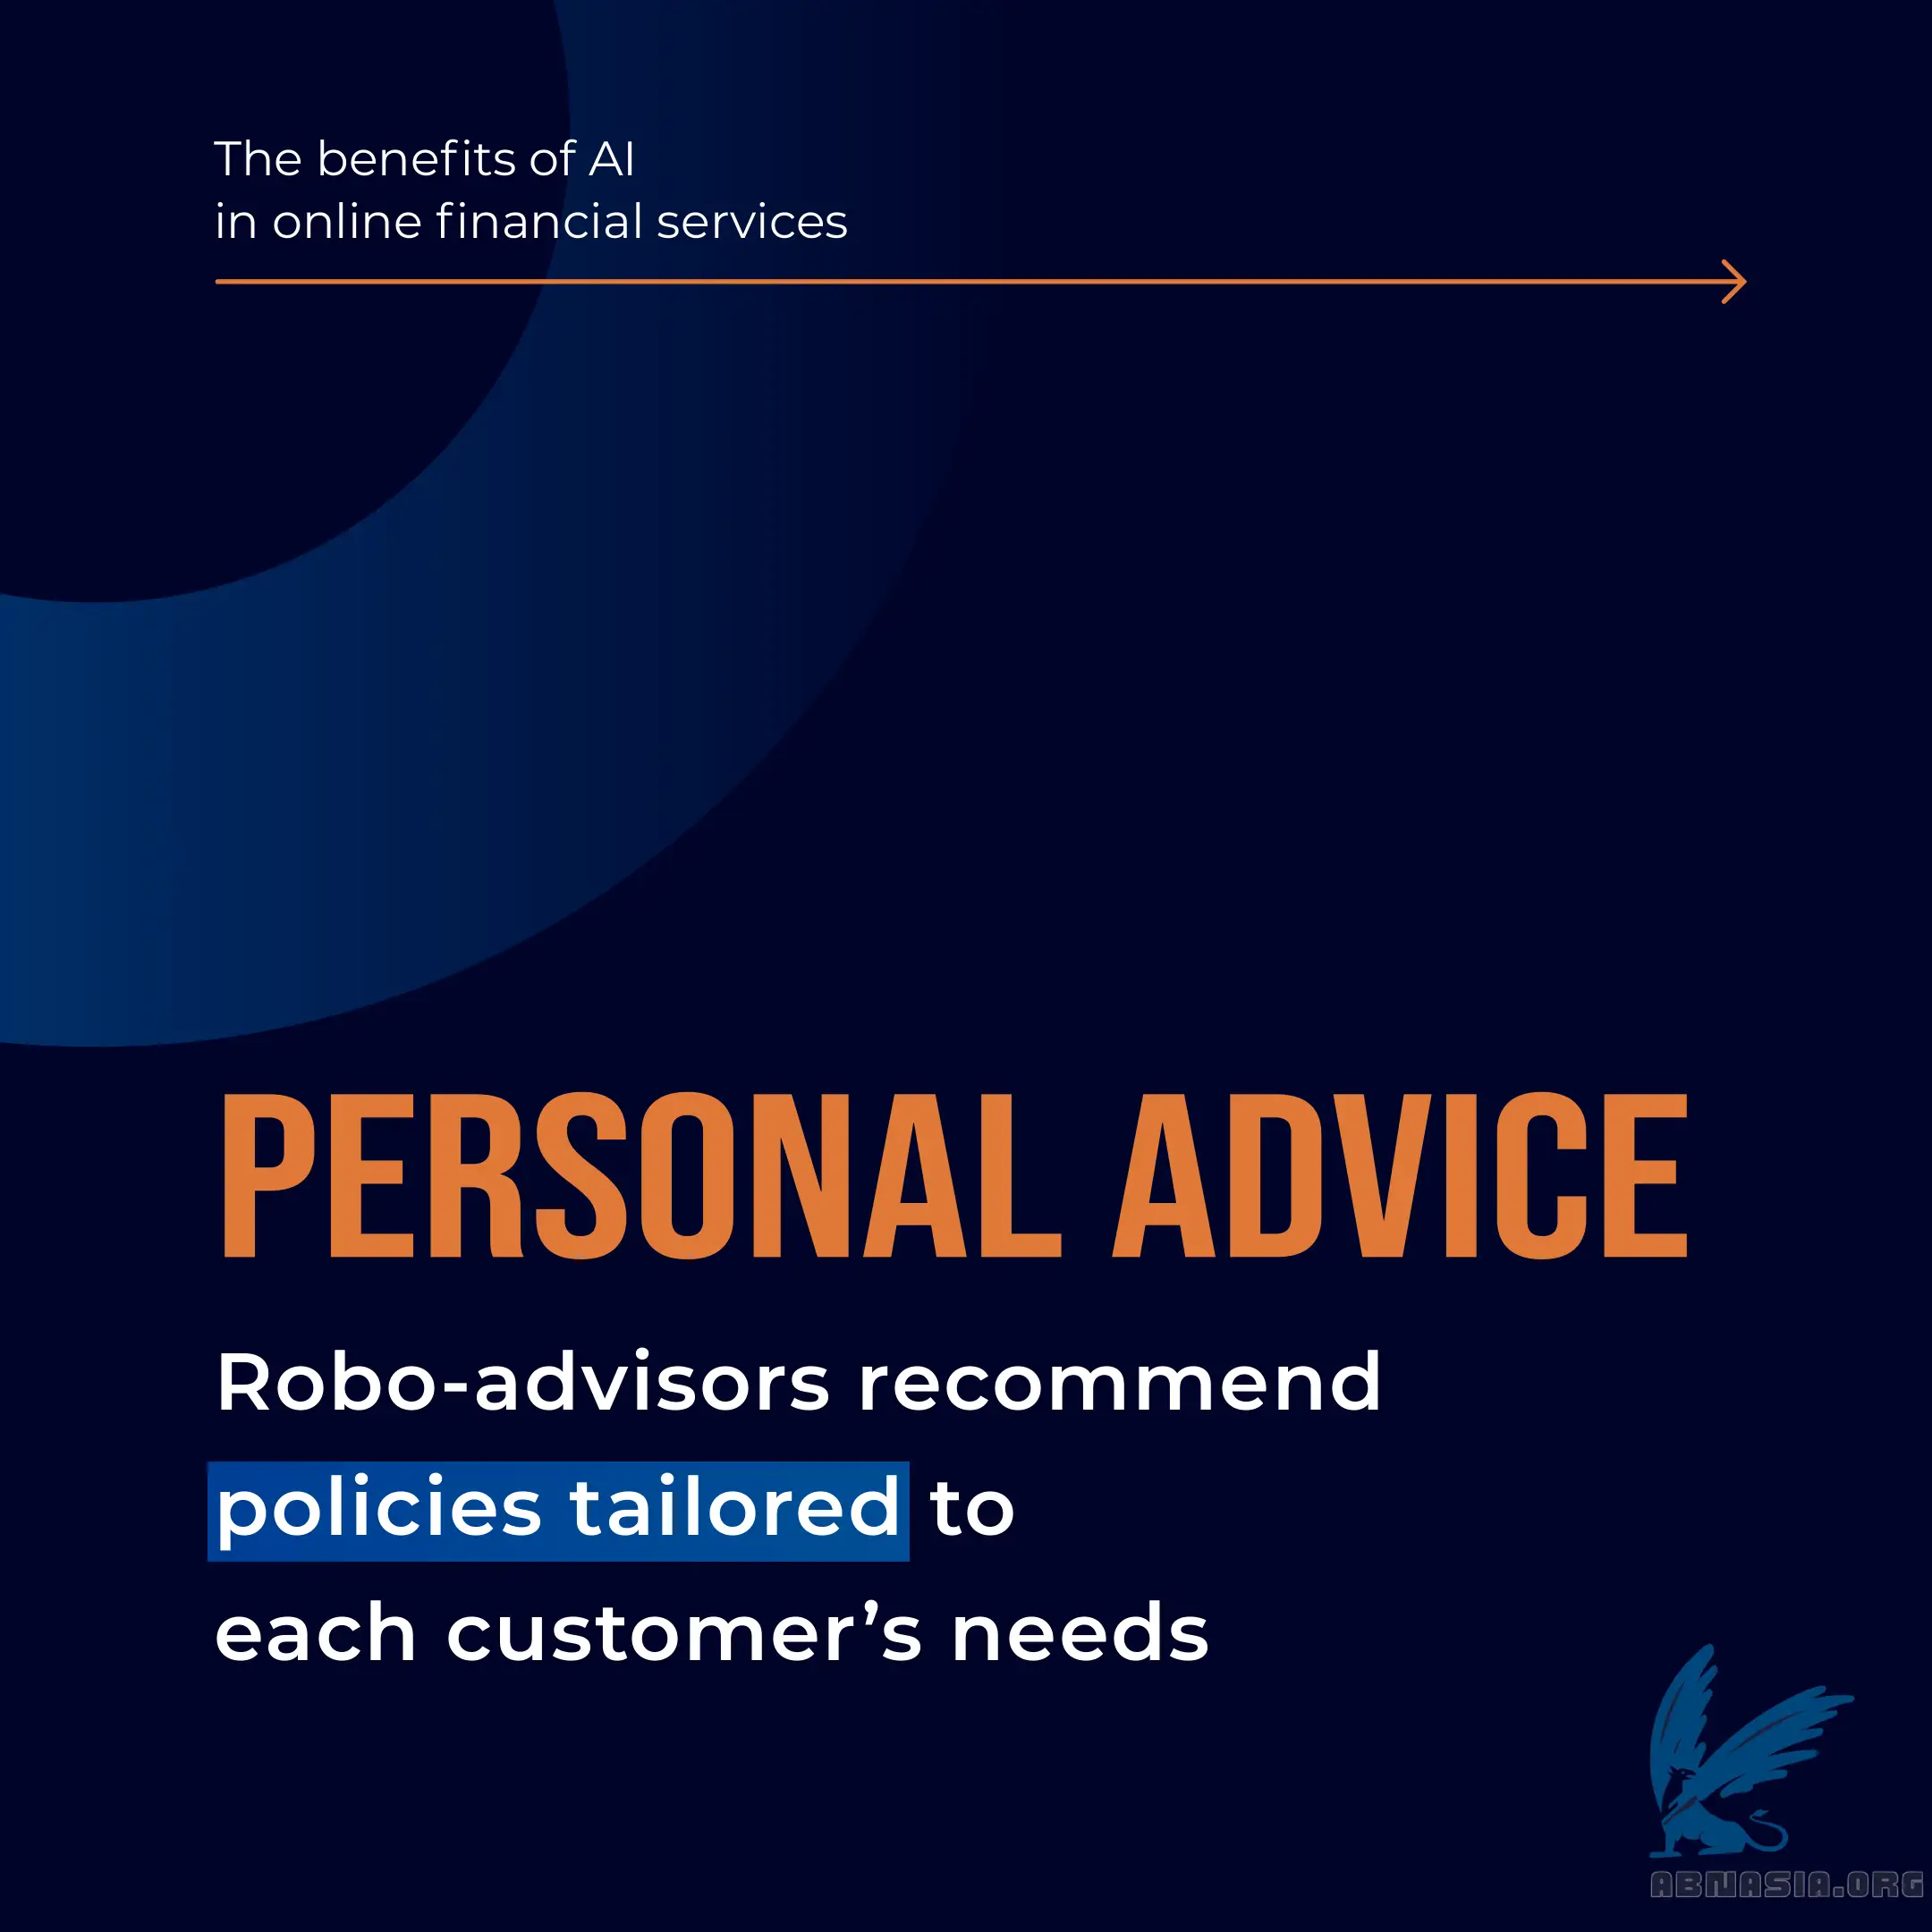 The benefits of AI
in online financial services
PERSONAL ADVICE
Robo-advisors recommend
policies tailored to
each customer’s needs
ABNASIA.ORG